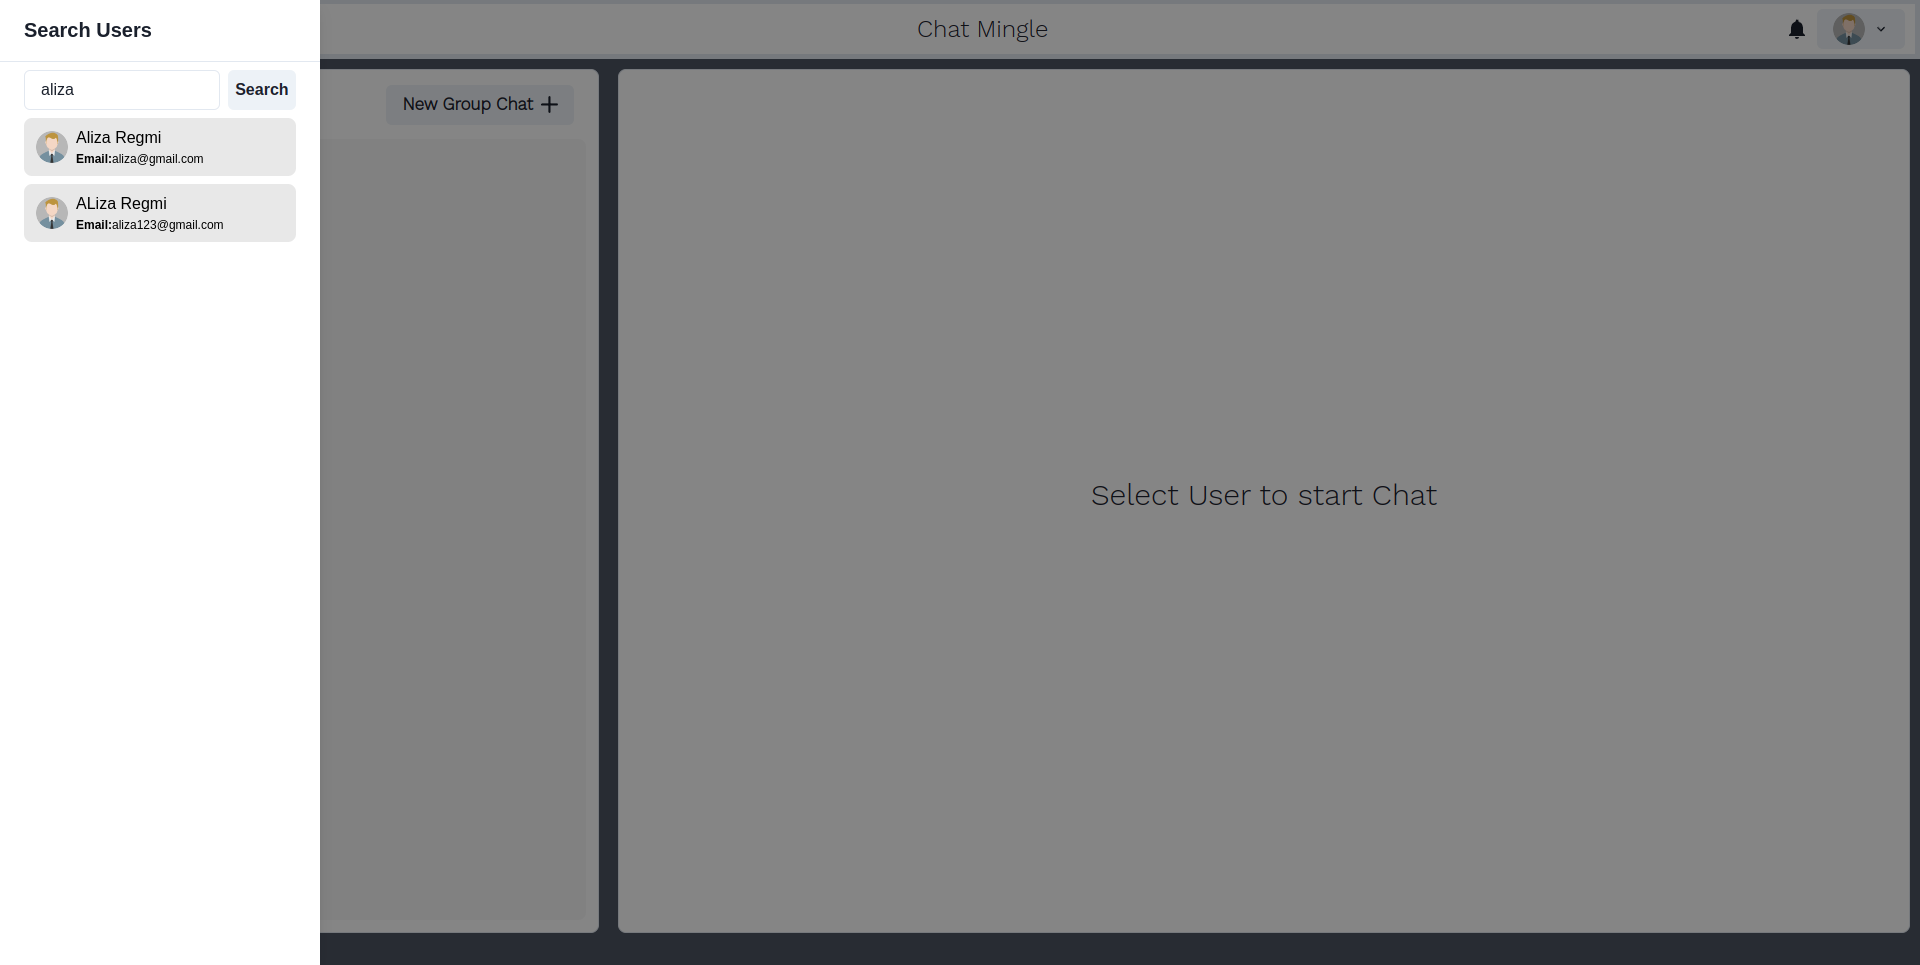 Search Users
aliza
Search
Aliza Regmi
Email:aliza@gmail.com
ALiza Regmi
Email:aliza123@gmail.com
Chat Mingle
New Group Chat
Select User to start Chat